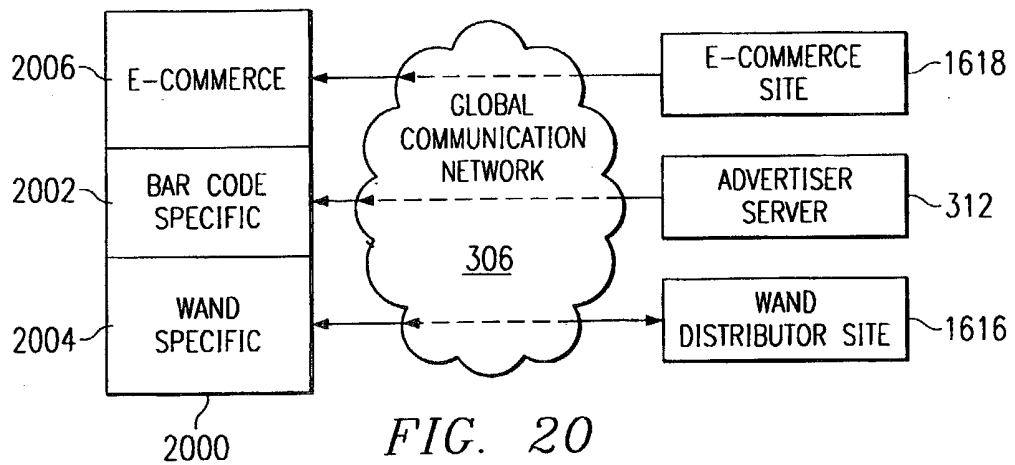 2006
E-COMMERCE
GLOBAL
COMMUNICATION
NETWORK
E-COMMERCE
SITE
1618
2002
BAR CODE
SPECIFIC
ADVERTISER
SERVER
312
306
2004
WAND
SPECIFIC
WAND
DISTRIBUTOR SITE
1616
2000
FIG. 20